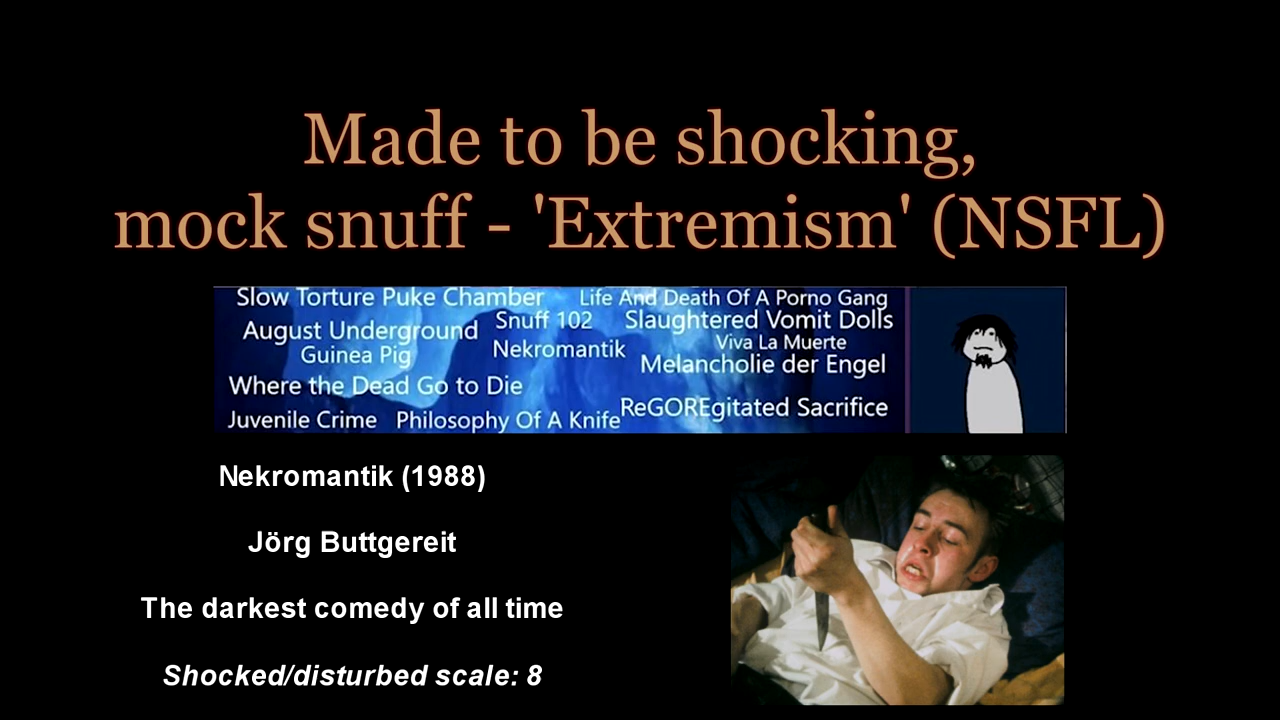 Made to be shocking,
mock snuff - 'Extremism' (NSFL)
Slow Torture Puke Chamber
Life And Death Of A Porno Gang
August Underground
Snuff 102
Slaughtered Vomit Dolls
Guinea Pig
Nekromantik
Viva La Muerte
Melancholie der Engel
Where the Dead Go to Die
ReGOREgitated Sacrifice
Juvenile Crime
Philosophy Of A Knife
Nekromantik (1988)
Jörg Buttgereit
The darkest comedy of all time
Shocked/disturbed scale: 8